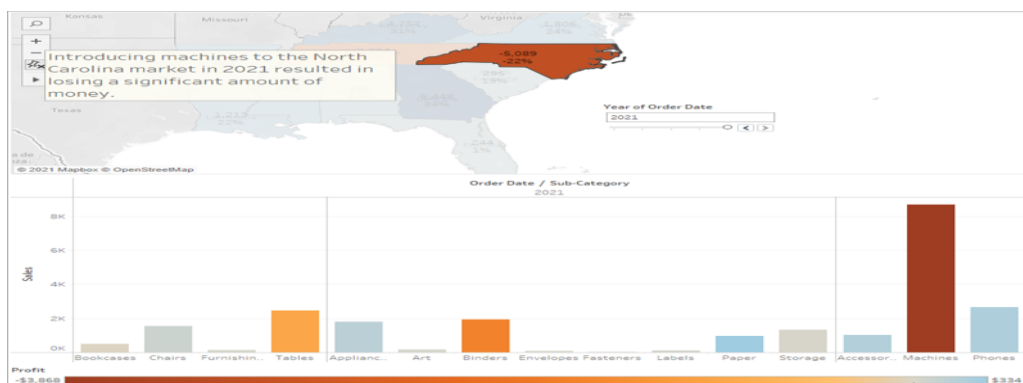 Kansas
Missouri
Virginia
-5,089
-22%
Introducing machines to the North
Carolina market in 2021 resulted in
losing a significant amount of
money.
Texas
Year of Order Date
2021
© 2021 Mapbox © OpenStreetMap
Order Date / Sub-Category
2021
Sales
8K
6K
4K
2K
0K
Bookcases Chairs Furnishin.. Tables Applianc.. Art Binders Envelopes Fasteners Labels Paper Storage Accessor.. Machines Phones
Profit
-$3,868 $334